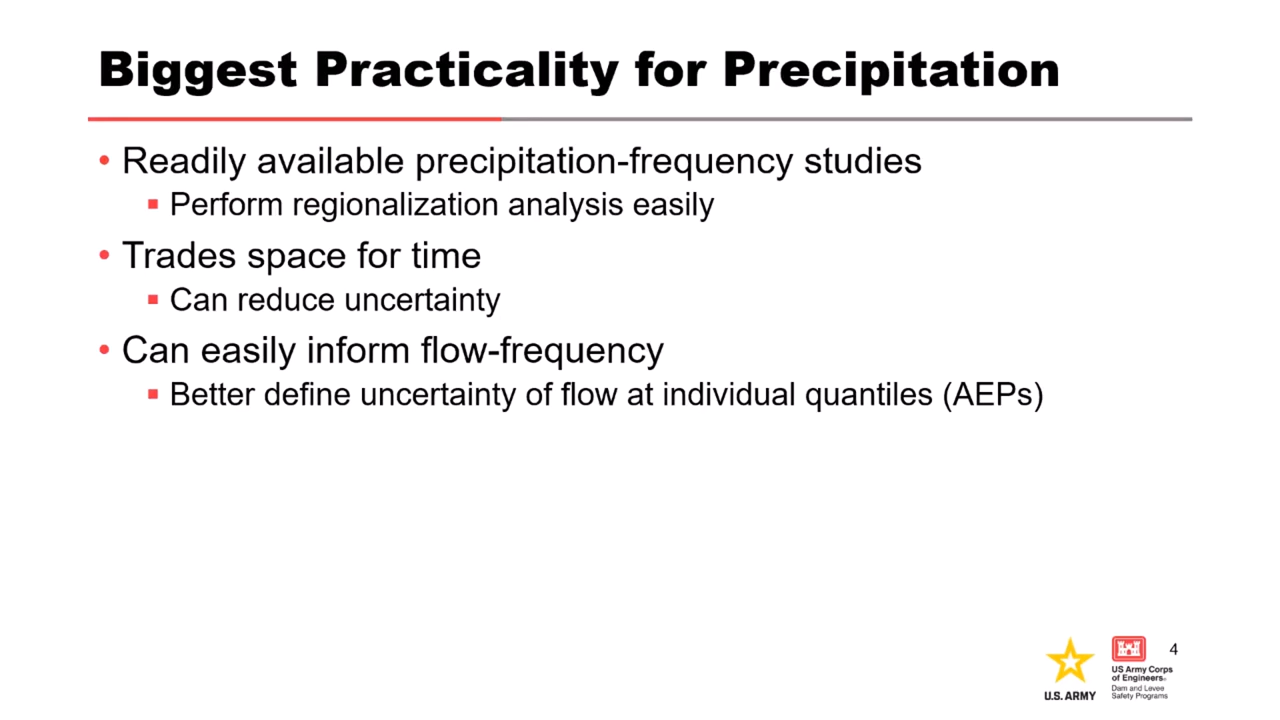 Biggest Practicality for Precipitation
• Readily available precipitation-frequency studies
▪ Perform regionalization analysis easily
• Trades space for time
▪ Can reduce uncertainty
• Can easily inform flow-frequency
▪ Better define uncertainty of flow at individual quantiles (AEPs)
U.S. ARMY
US Army Corps
of Engineers®
Dam and Levee
Safety Programs
4